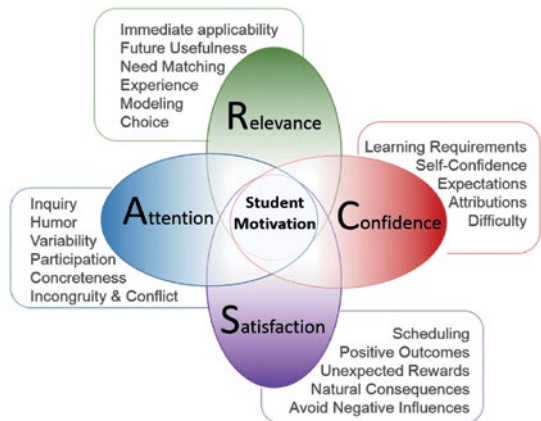 Immediate applicability
Future Usefulness
Need Matching
Experience
Modeling
Choice
Relevance
Learning Requirements
Self-Confidence
Expectations
Attributions
Difficulty
Inquiry
Humor
Variability
Participation
Concreteness
Incongruity & Conflict
Attention
Student
Motivation
Confidence
Satisfaction
Scheduling
Positive Outcomes
Unexpected Rewards
Natural Consequences
Avoid Negative Influences